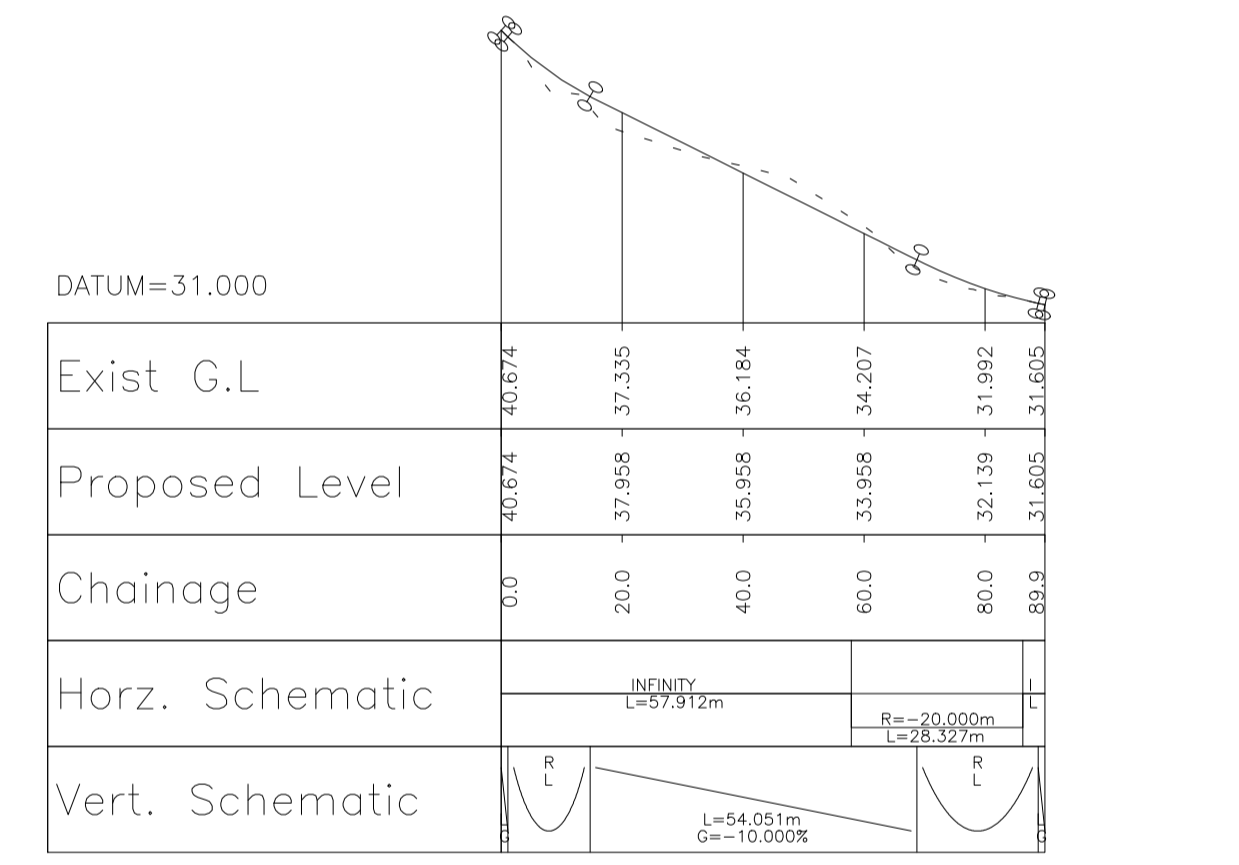 DATUM=31.000
Exist G.L 40.674 37.335 36.184 34.207 31.992 31.605
Proposed Level 40.674 37.958 35.958 33.958 32.139 31.605
Chainage 0.0 20.0 40.0 60.0 80.0 89.9
Horz. Schematic
INFINITY
L=57.912m
R=-20.000m
L=28.327m
I
L
Vert. Schematic
G
R
L
L=54.051m
G=-10.000%
R
L
G